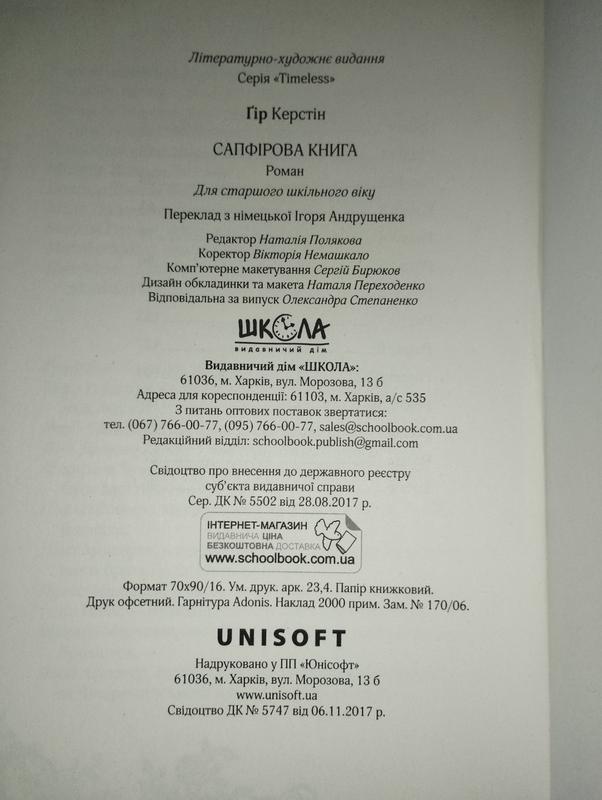 Літературно-художнє видання
Серія «Timeless»
Ґір Керстін
САПФІРОВА КНИГА
Роман
Для старшого шкільного віку
Переклад з німецької Ігоря Андрущенка
Редактор Наталія Полякова
Коректор Вікторія Немашкало
Комп'ютерне макетування Сергій Бирюков
Дизайн обкладинки та макета Наталя Переходенко
Відповідальна за випуск Олександра Степаненко
ШКОЛА
видавничий дім
Видавничий дім «ШКОЛА»:
61036, м. Харків, вул. Морозова, 13 б
Адреса для кореспонденції: 61103, м. Харків, а/с 535
З питань оптових поставок звертатися:
тел. (067) 766-00-77, (095) 766-00-77, sales@schoolbook.com.ua
Редакційний відділ: schoolbook.publish@gmail.com
Свідоцтво про внесення до державного реєстру
суб'єкта видавничої справи
Сер. ДК № 5502 від 28.08.2017 р.
ІНТЕРНЕТ-МАГАЗИН
ВИДАВНИЧА ЦІНА
БЕЗКОШТОВНА ДОСТАВКА
www.schoolbook.com.ua
Формат 70х90/16. Ум. друк. арк. 23,4. Папір книжковий.
Друк офсетний. Гарнітура Adonis. Наклад 2000 прим. Зам. № 170/06.
UNISOFT
Надруковано у ПП «Юнісофт»
61036, м. Харків, вул. Морозова, 13 б
www.unisoft.ua
Свідоцтво ДК № 5747 від 06.11.2017 р.